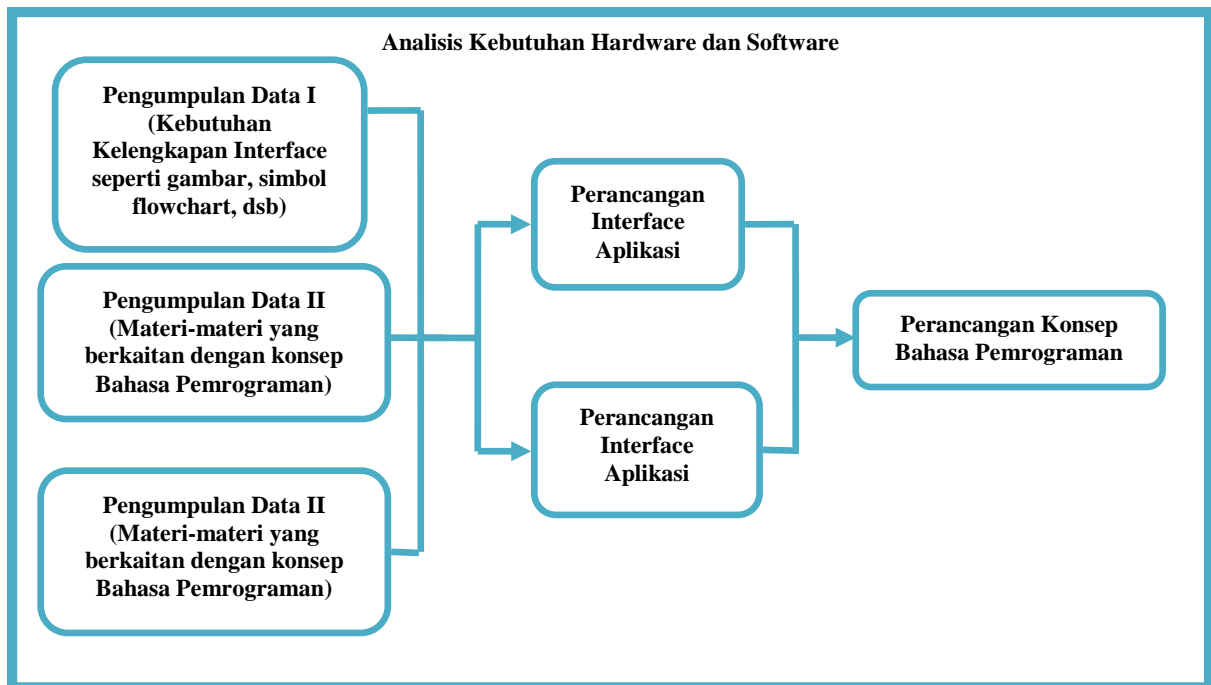 Analisis Kebutuhan Hardware dan Software
Pengumpulan Data I
(Kebutuhan
Kelengkapan Interface
seperti gambar, simbol
flowchart, dsb)
Pengumpulan Data II
(Materi-materi yang
berkaitan dengan konsep
Bahasa Pemrograman)
Pengumpulan Data II
(Materi-materi yang
berkaitan dengan konsep
Bahasa Pemrograman)
Perancangan
Interface
Aplikasi
Perancangan
Interface
Aplikasi
Perancangan Konsep
Bahasa Pemrograman